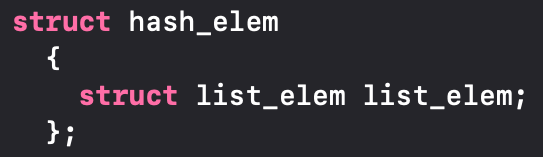 struct hash_elem
{
struct list_elem list_elem;
};